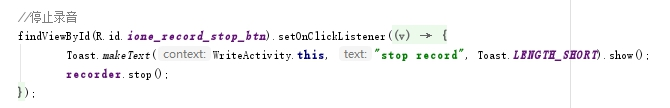 //停止录音
findViewById(R.id.ione_record_stop_btn).setOnClickListener((v) → {
Toast.makeText( context: WriteActivity.this, text: "stop record", Toast.LENGTH_SHORT).show();
recorder.stop();
});